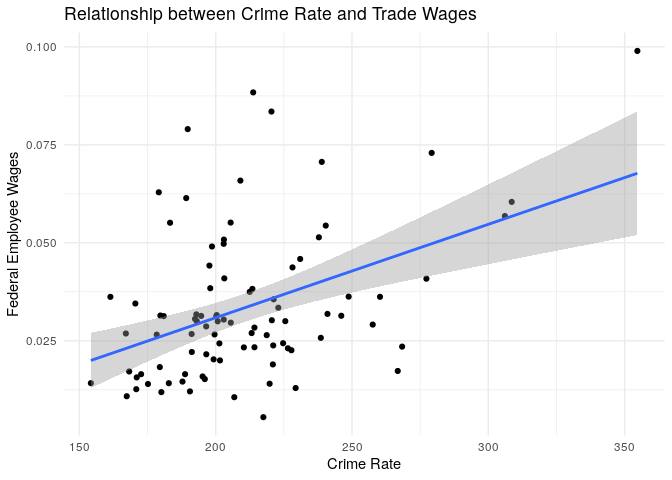 Relationship between Crime Rate and Trade Wages
0.100
0.075
0.050
0.025
Federal Employee Wages
150 200 250 300 350
Crime Rate